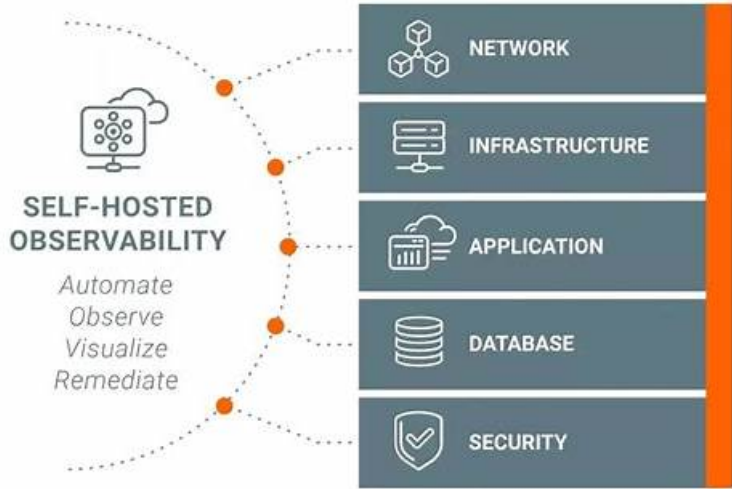 SELF-HOSTED
OBSERVABILITY
Automate
Observe
Visualize
Remediate
NETWORK
INFRASTRUCTURE
APPLICATION
DATABASE
SECURITY